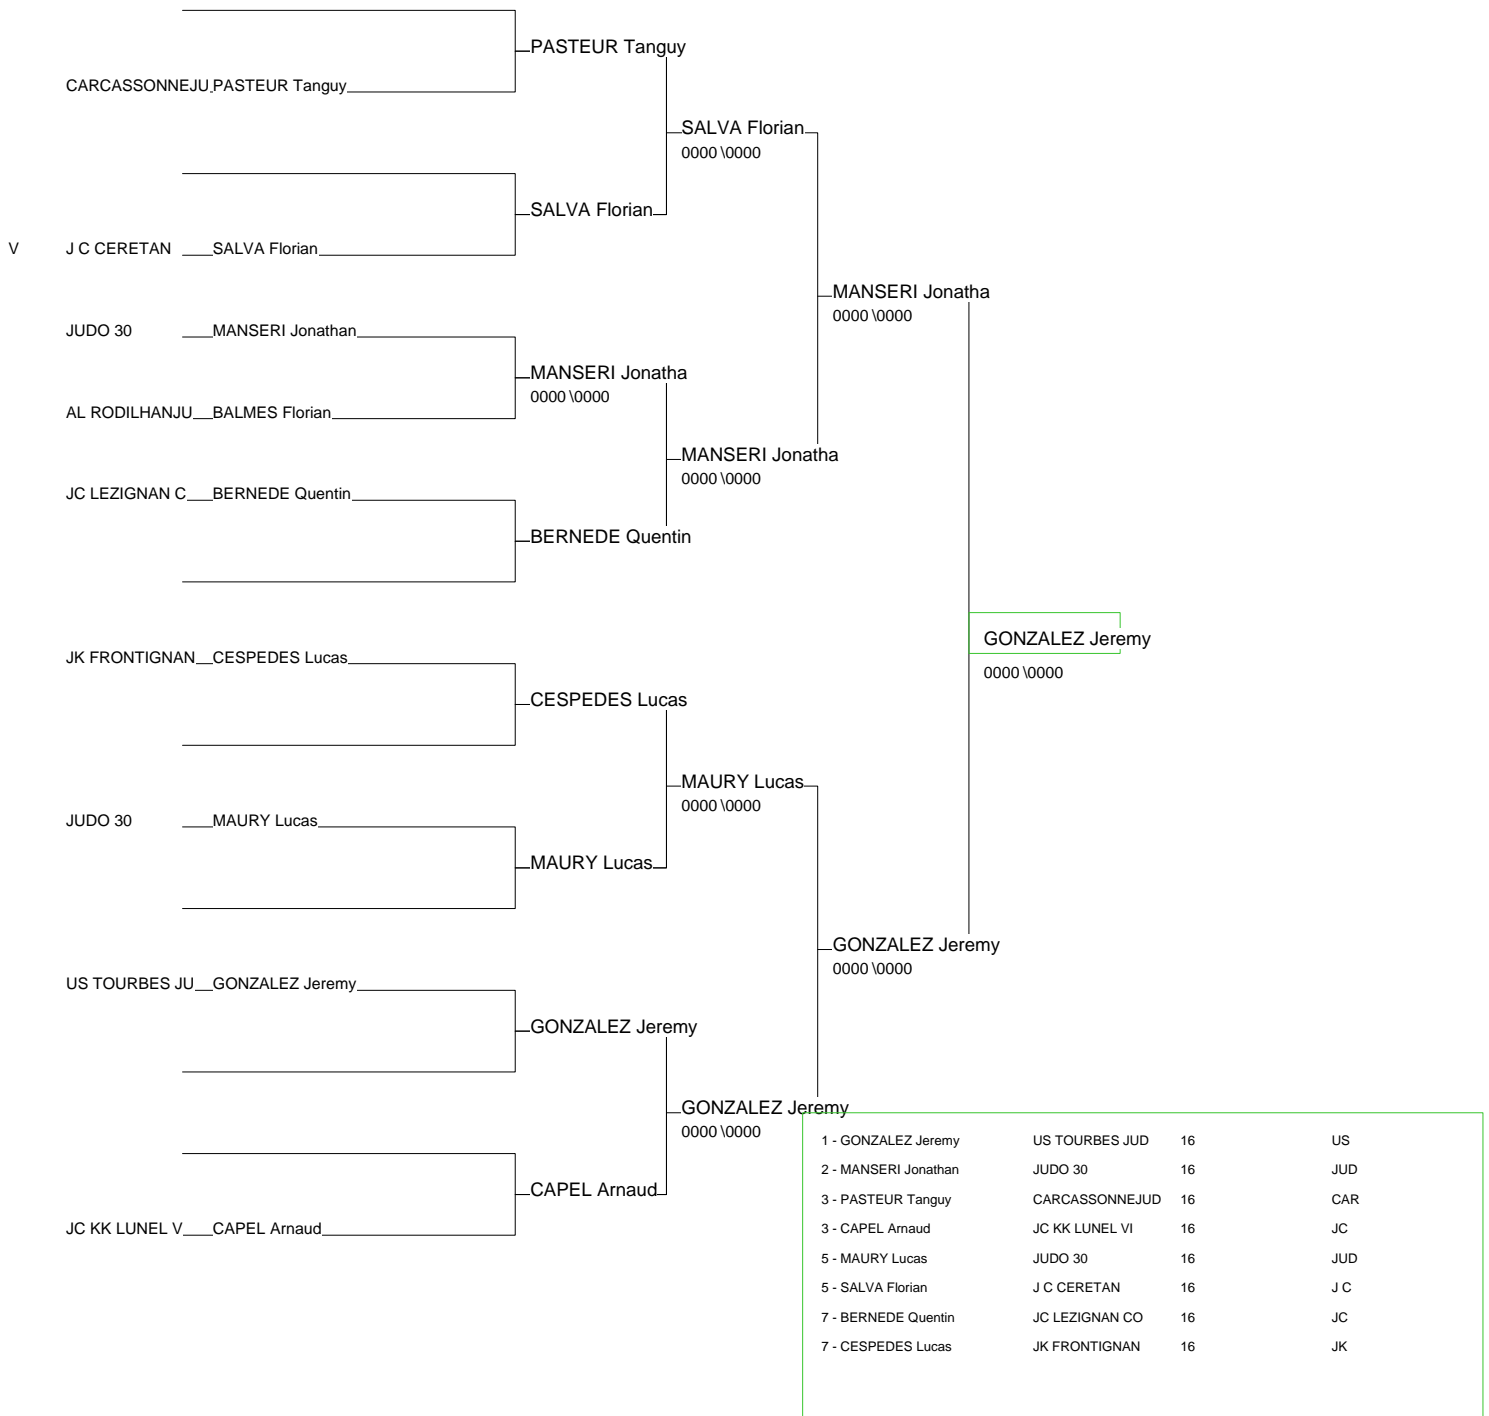 PASTEUR Tanguy
CARCASSONNEJU PASTEUR Tanguy
SALVA Florian
0000 \0000
SALVA Florian
V J C CERETAN SALVA Florian
MANSERI Jonatha
0000 \0000
JUDO 30 MANSERI Jonathan
MANSERI Jonatha
0000 \0000
AL RODILHANJU BALMES Florian
MANSERI Jonatha
0000 \0000
JC LEZIGNAN C BERNEDE Quentin
BERNEDE Quentin
GONZALEZ Jeremy
0000 \0000
JK FRONTIGNAN CESPEDES Lucas
CESPEDES Lucas
MAURY Lucas
0000 \0000
JUDO 30 MAURY Lucas
MAURY Lucas
GONZALEZ Jeremy
0000 \0000
US TOURBES JU GONZALEZ Jeremy
GONZALEZ Jeremy
GONZALEZ Jeremy
0000 \0000
CAPEL Arnaud
JC KK LUNEL V CAPEL Arnaud
1 - GONZALEZ Jeremy US TOURBES JUD 16 US
2 - MANSERI Jonathan JUDO 30 16 JUD
3 - PASTEUR Tanguy CARCASSONNEJUD 16 CAR
3 - CAPEL Arnaud JC KK LUNEL VI 16 JC
5 - MAURY Lucas JUDO 30 16 JUD
5 - SALVA Florian J C CERETAN 16 J C
7 - BERNEDE Quentin JC LEZIGNAN CO 16 JC
7 - CESPEDES Lucas JK FRONTIGNAN 16 JK